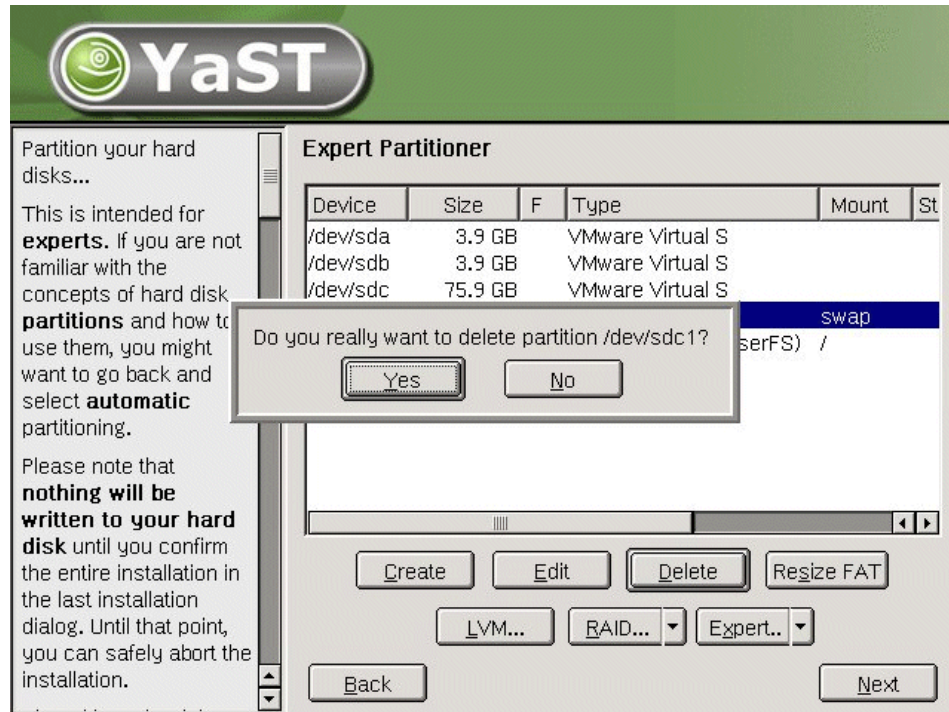 YaST
Partition your hard
disks...
This is intended for
experts. If you are not
familiar with the
concepts of hard disk
partitions and how to
use them, you might
want to go back and
select automatic
partitioning.
Please note that
nothing will be
written to your hard
disk until you confirm
the entire installation in
the last installation
dialog. Until that point,
you can safely abort the
installation.
Expert Partitioner
Device Size F Type Mount St
/dev/sda 3.9 GB VMware Virtual S
/dev/sdb 3.9 GB VMware Virtual S
/dev/sdc 75.9 GB VMware Virtual S
swap
serFS) /
Do you really want to delete partition /dev/sdc1?
Yes No
Create Edit Delete Resize FAT
LVM... RAID... Expert..
Back Next